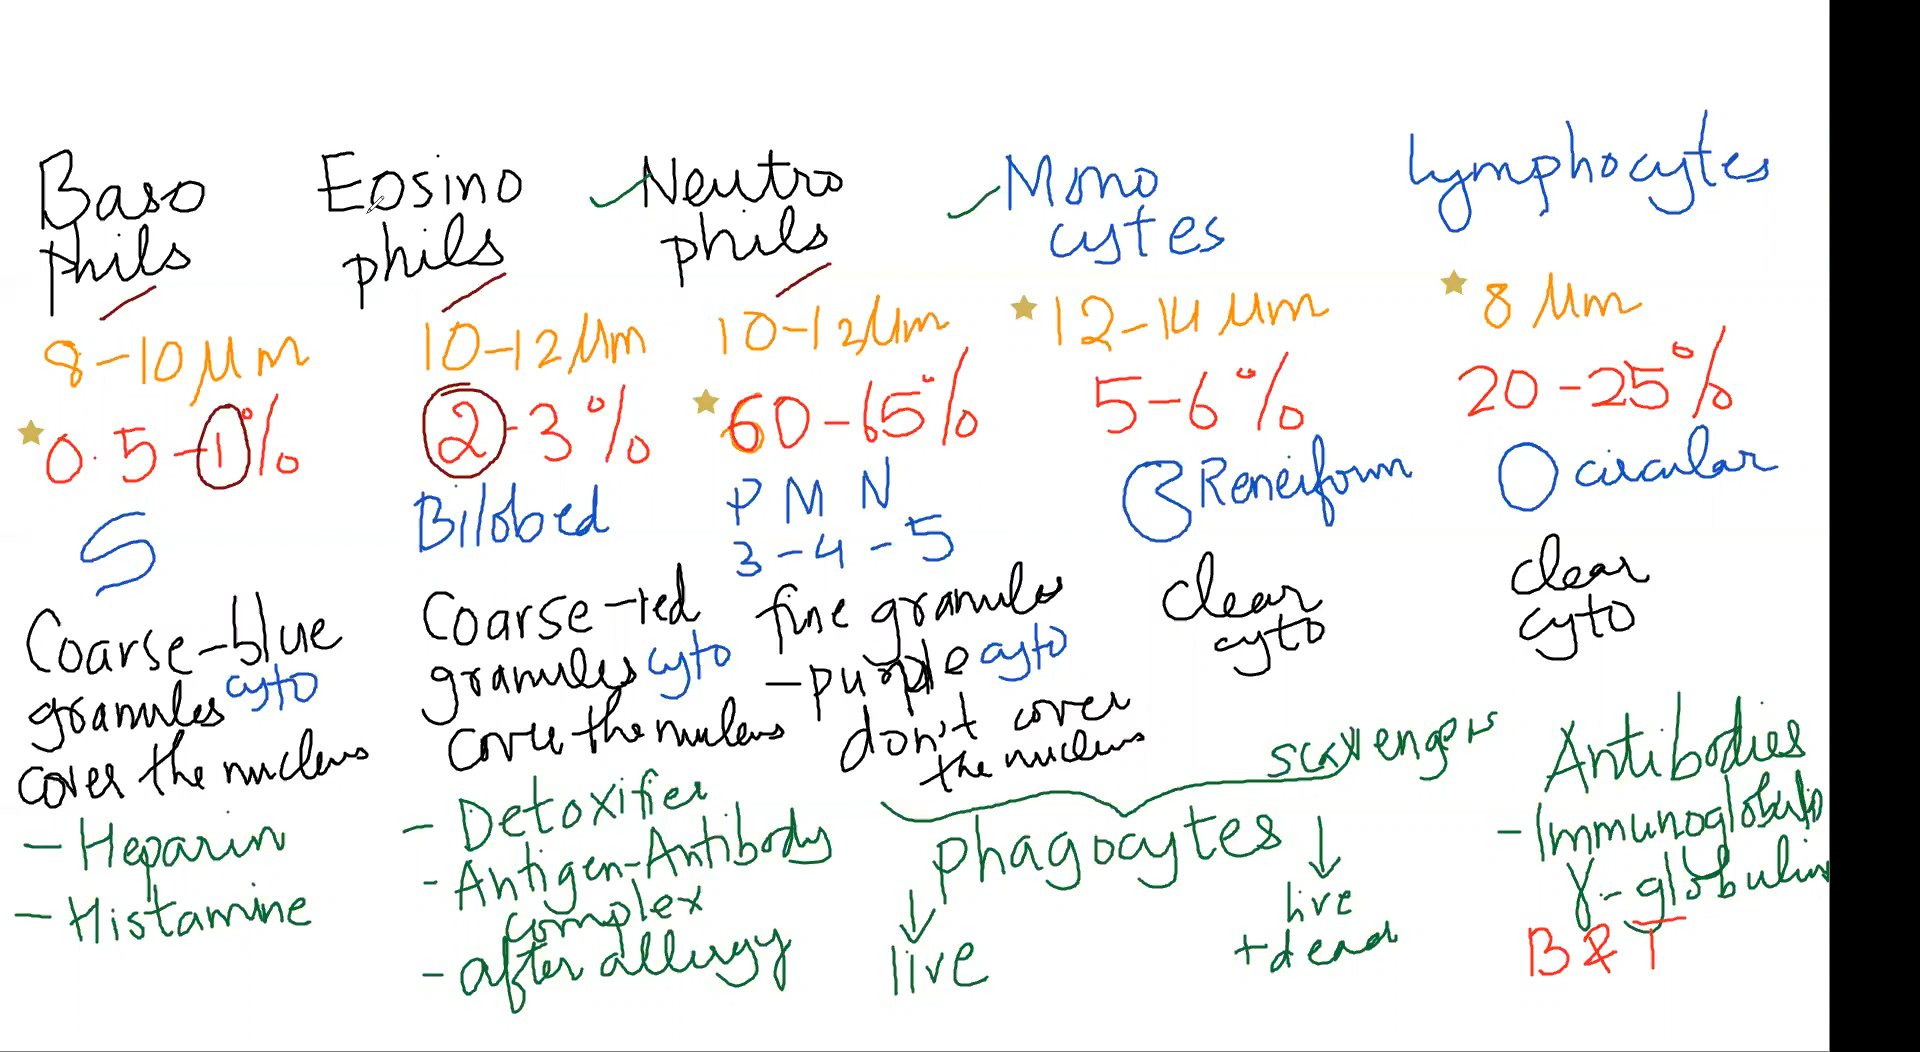 Baso
phils
8-10 μm
0.5-1%
S
Coarse-blue
granules cyto
cover the nucleus
- Heparin
- Histamine
Eosino
phils
10-12 μm
2-3%
Bilobed
Coarse-red
granules cyto
cover the nucleus
- Detoxifier
- Antigen-Antibody
complex
- after allergy
Neutro
phils
10-12 μm
60-65%
P M N
3-4-5
fine granules
- purple cyto
don't cover
the nucleus
Mono
cytes
12-14 μm
5-6%
Reneiform
clear
cyto
scavengers
phagocytes
live
live
+ dead
Lymphocytes
8 μm
20-25%
circular
clear
cyto
Antibodies
- Immunoglobulin
γ-globulins
B & T